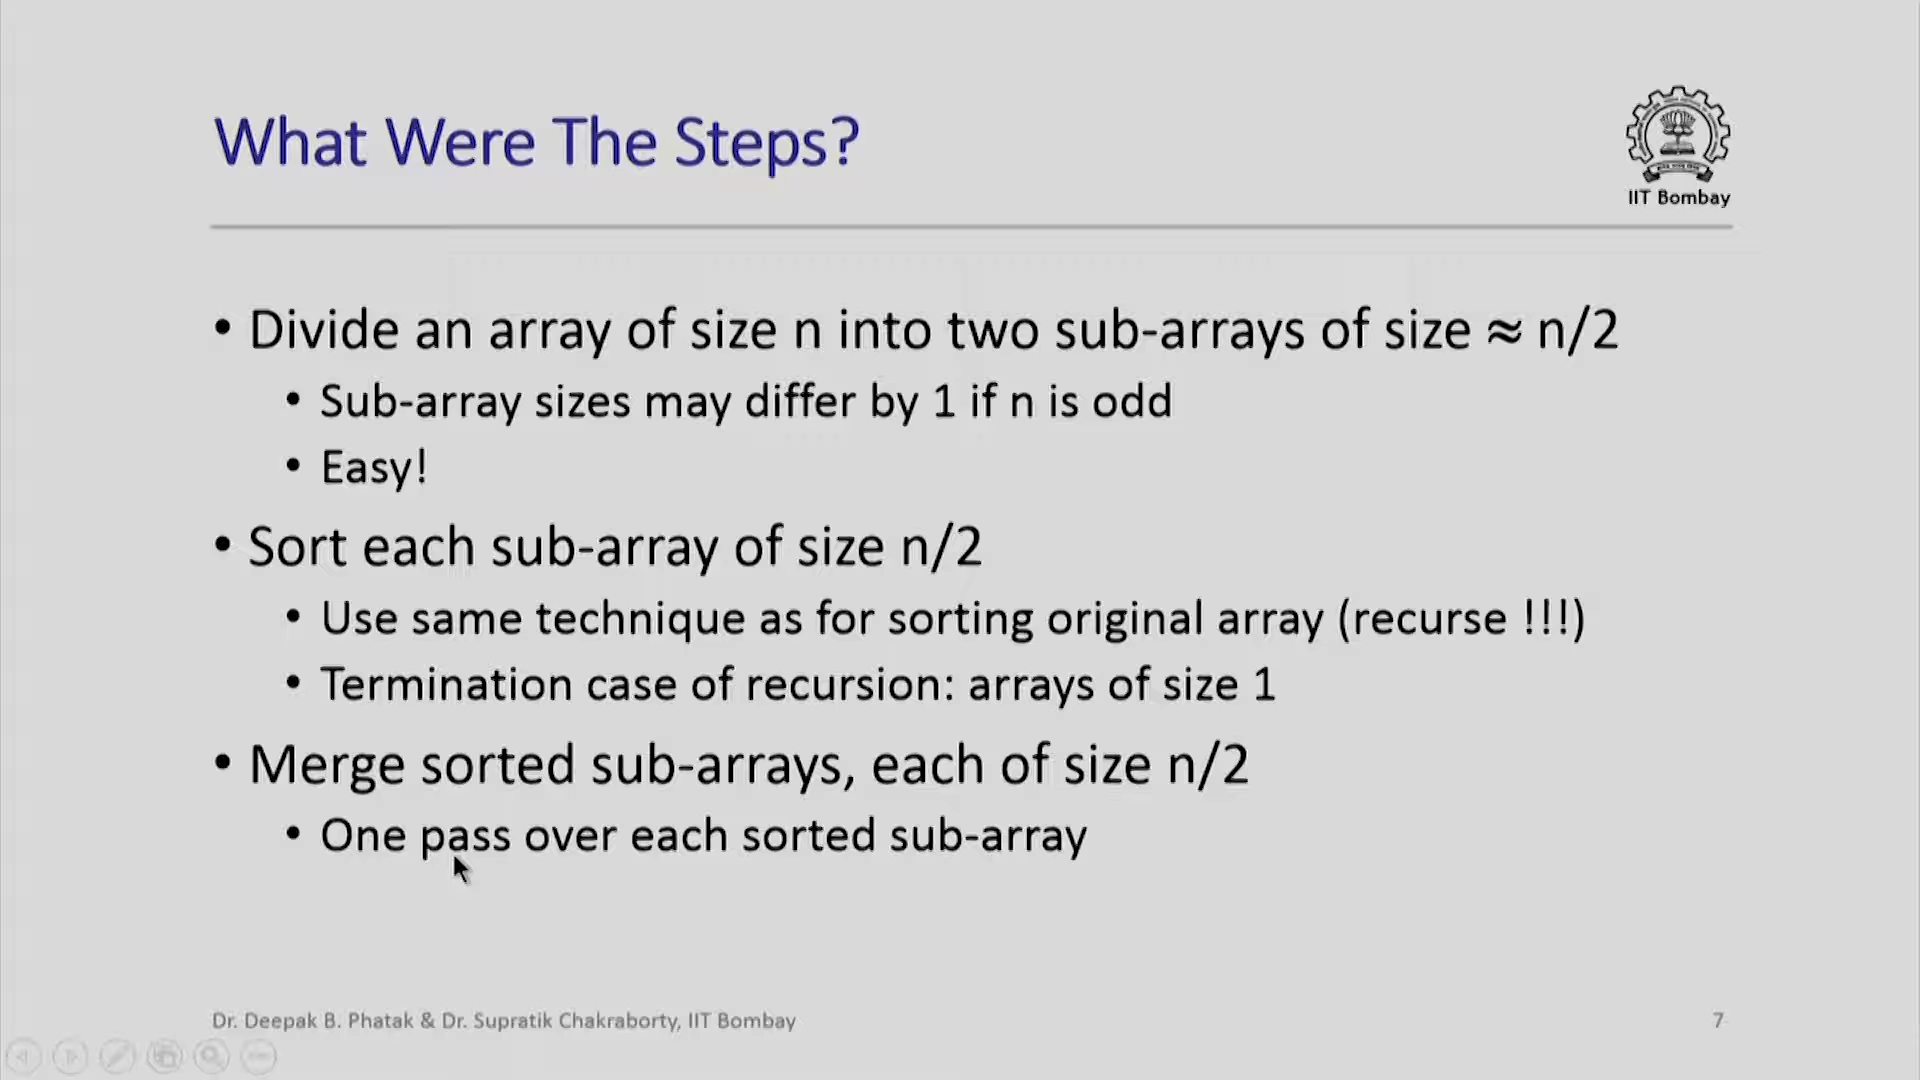 What Were The Steps?
IIT Bombay
• Divide an array of size n into two sub-arrays of size ≈ n/2
• Sub-array sizes may differ by 1 if n is odd
• Easy!
• Sort each sub-array of size n/2
• Use same technique as for sorting original array (recurse !!!)
• Termination case of recursion: arrays of size 1
• Merge sorted sub-arrays, each of size n/2
• One pass over each sorted sub-array
Dr. Deepak B. Phatak & Dr. Supratik Chakraborty, IIT Bombay
7